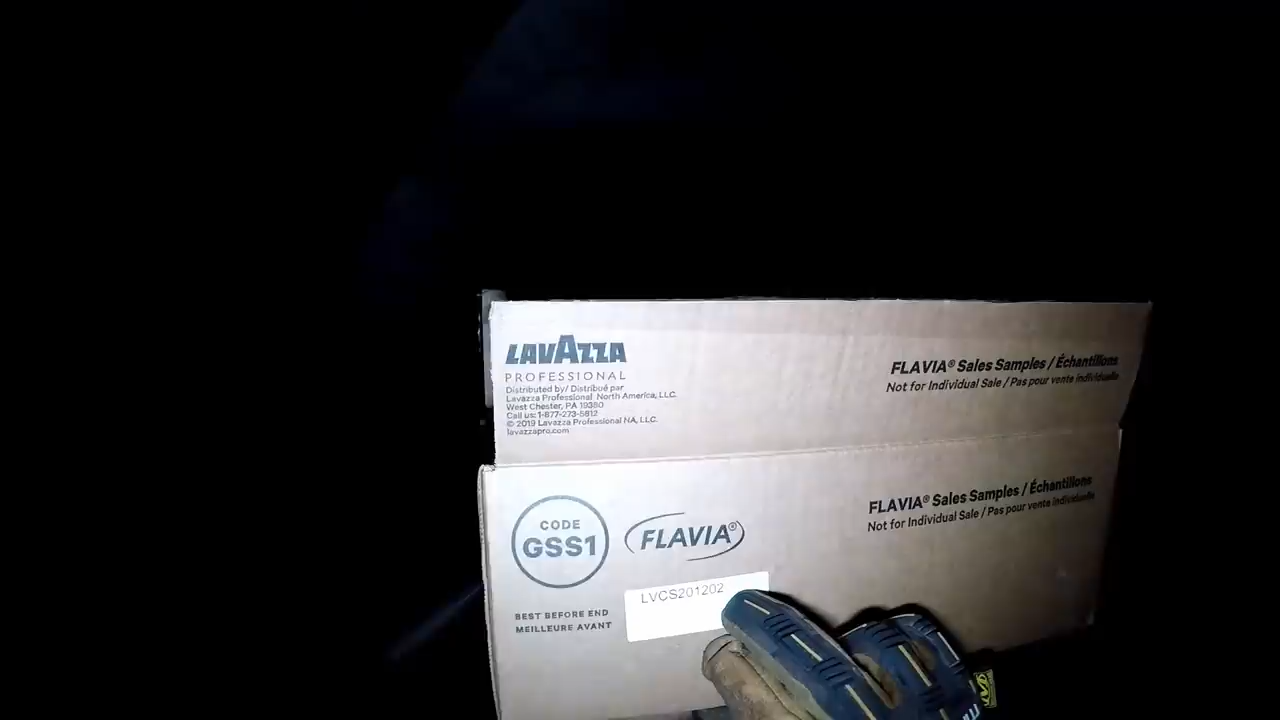 LAVAZZA
PROFESSIONAL
Distributed by/ Distribué par
Lavazza Professional North America, LLC.
West Chester, PA 19380
Call us: 1-877-273-5812
© 2019 Lavazza Professional NA, LLC.
lavazzapro.com
FLAVIA® Sales Samples / Échantillons
Not for Individual Sale / Pas pour vente individuelle
CODE
GSS1
FLAVIA®
FLAVIA® Sales Samples / Échantillons
Not for Individual Sale / Pas pour vente individuelle
LVCS201202
BEST BEFORE END
MEILLEURE AVANT